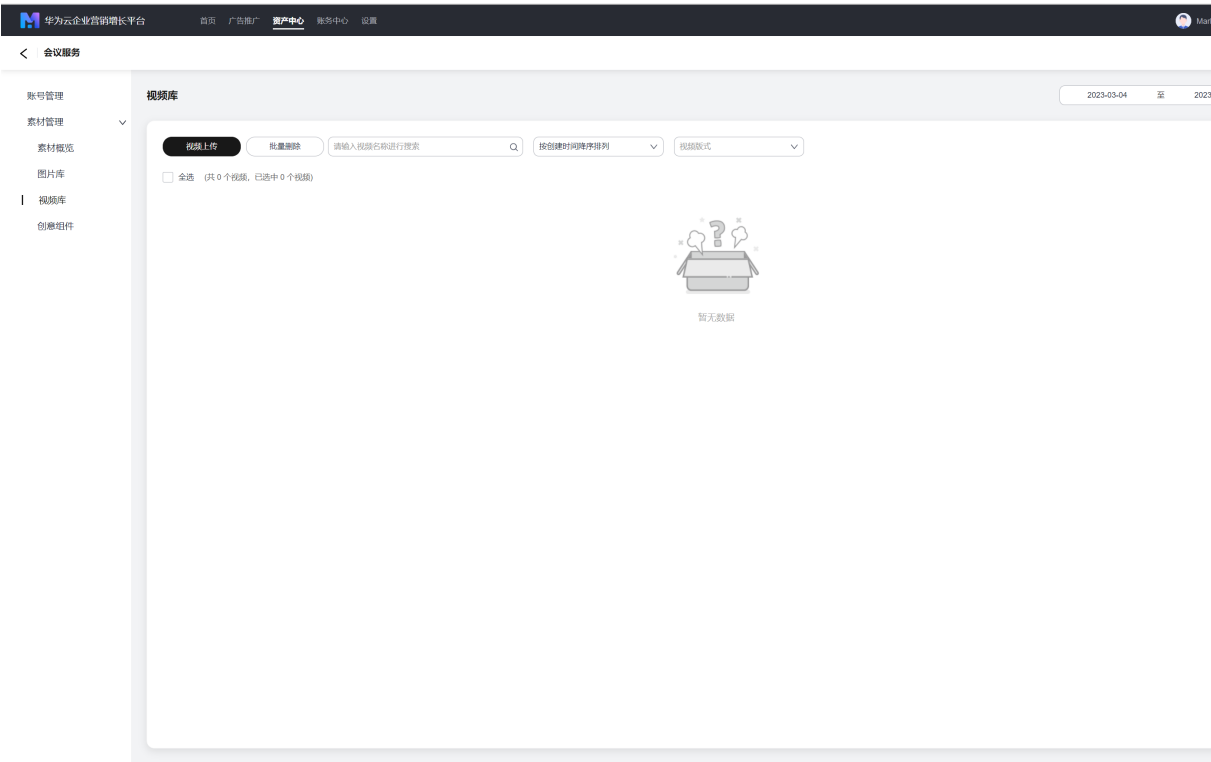 华为云企业营销增长平台 首页 广告推广 资产中心 账务中心 设置
会议服务
账号管理
素材管理
素材概览
图片库
视频库
创意组件
视频库
2023-03-04 至 2023
视频上传 批量删除 请输入视频名称进行搜索 按创建时间降序排列 视频版式
全选 (共 0 个视频，已选中 0 个视频)
暂无数据